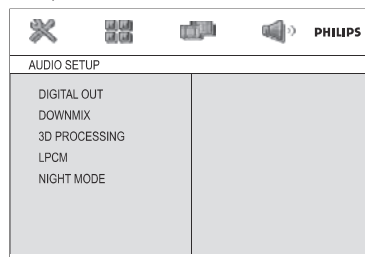 PHILIPS
AUDIO SETUP
DIGITAL OUT
DOWNMIX
3D PROCESSING
LPCM
NIGHT MODE